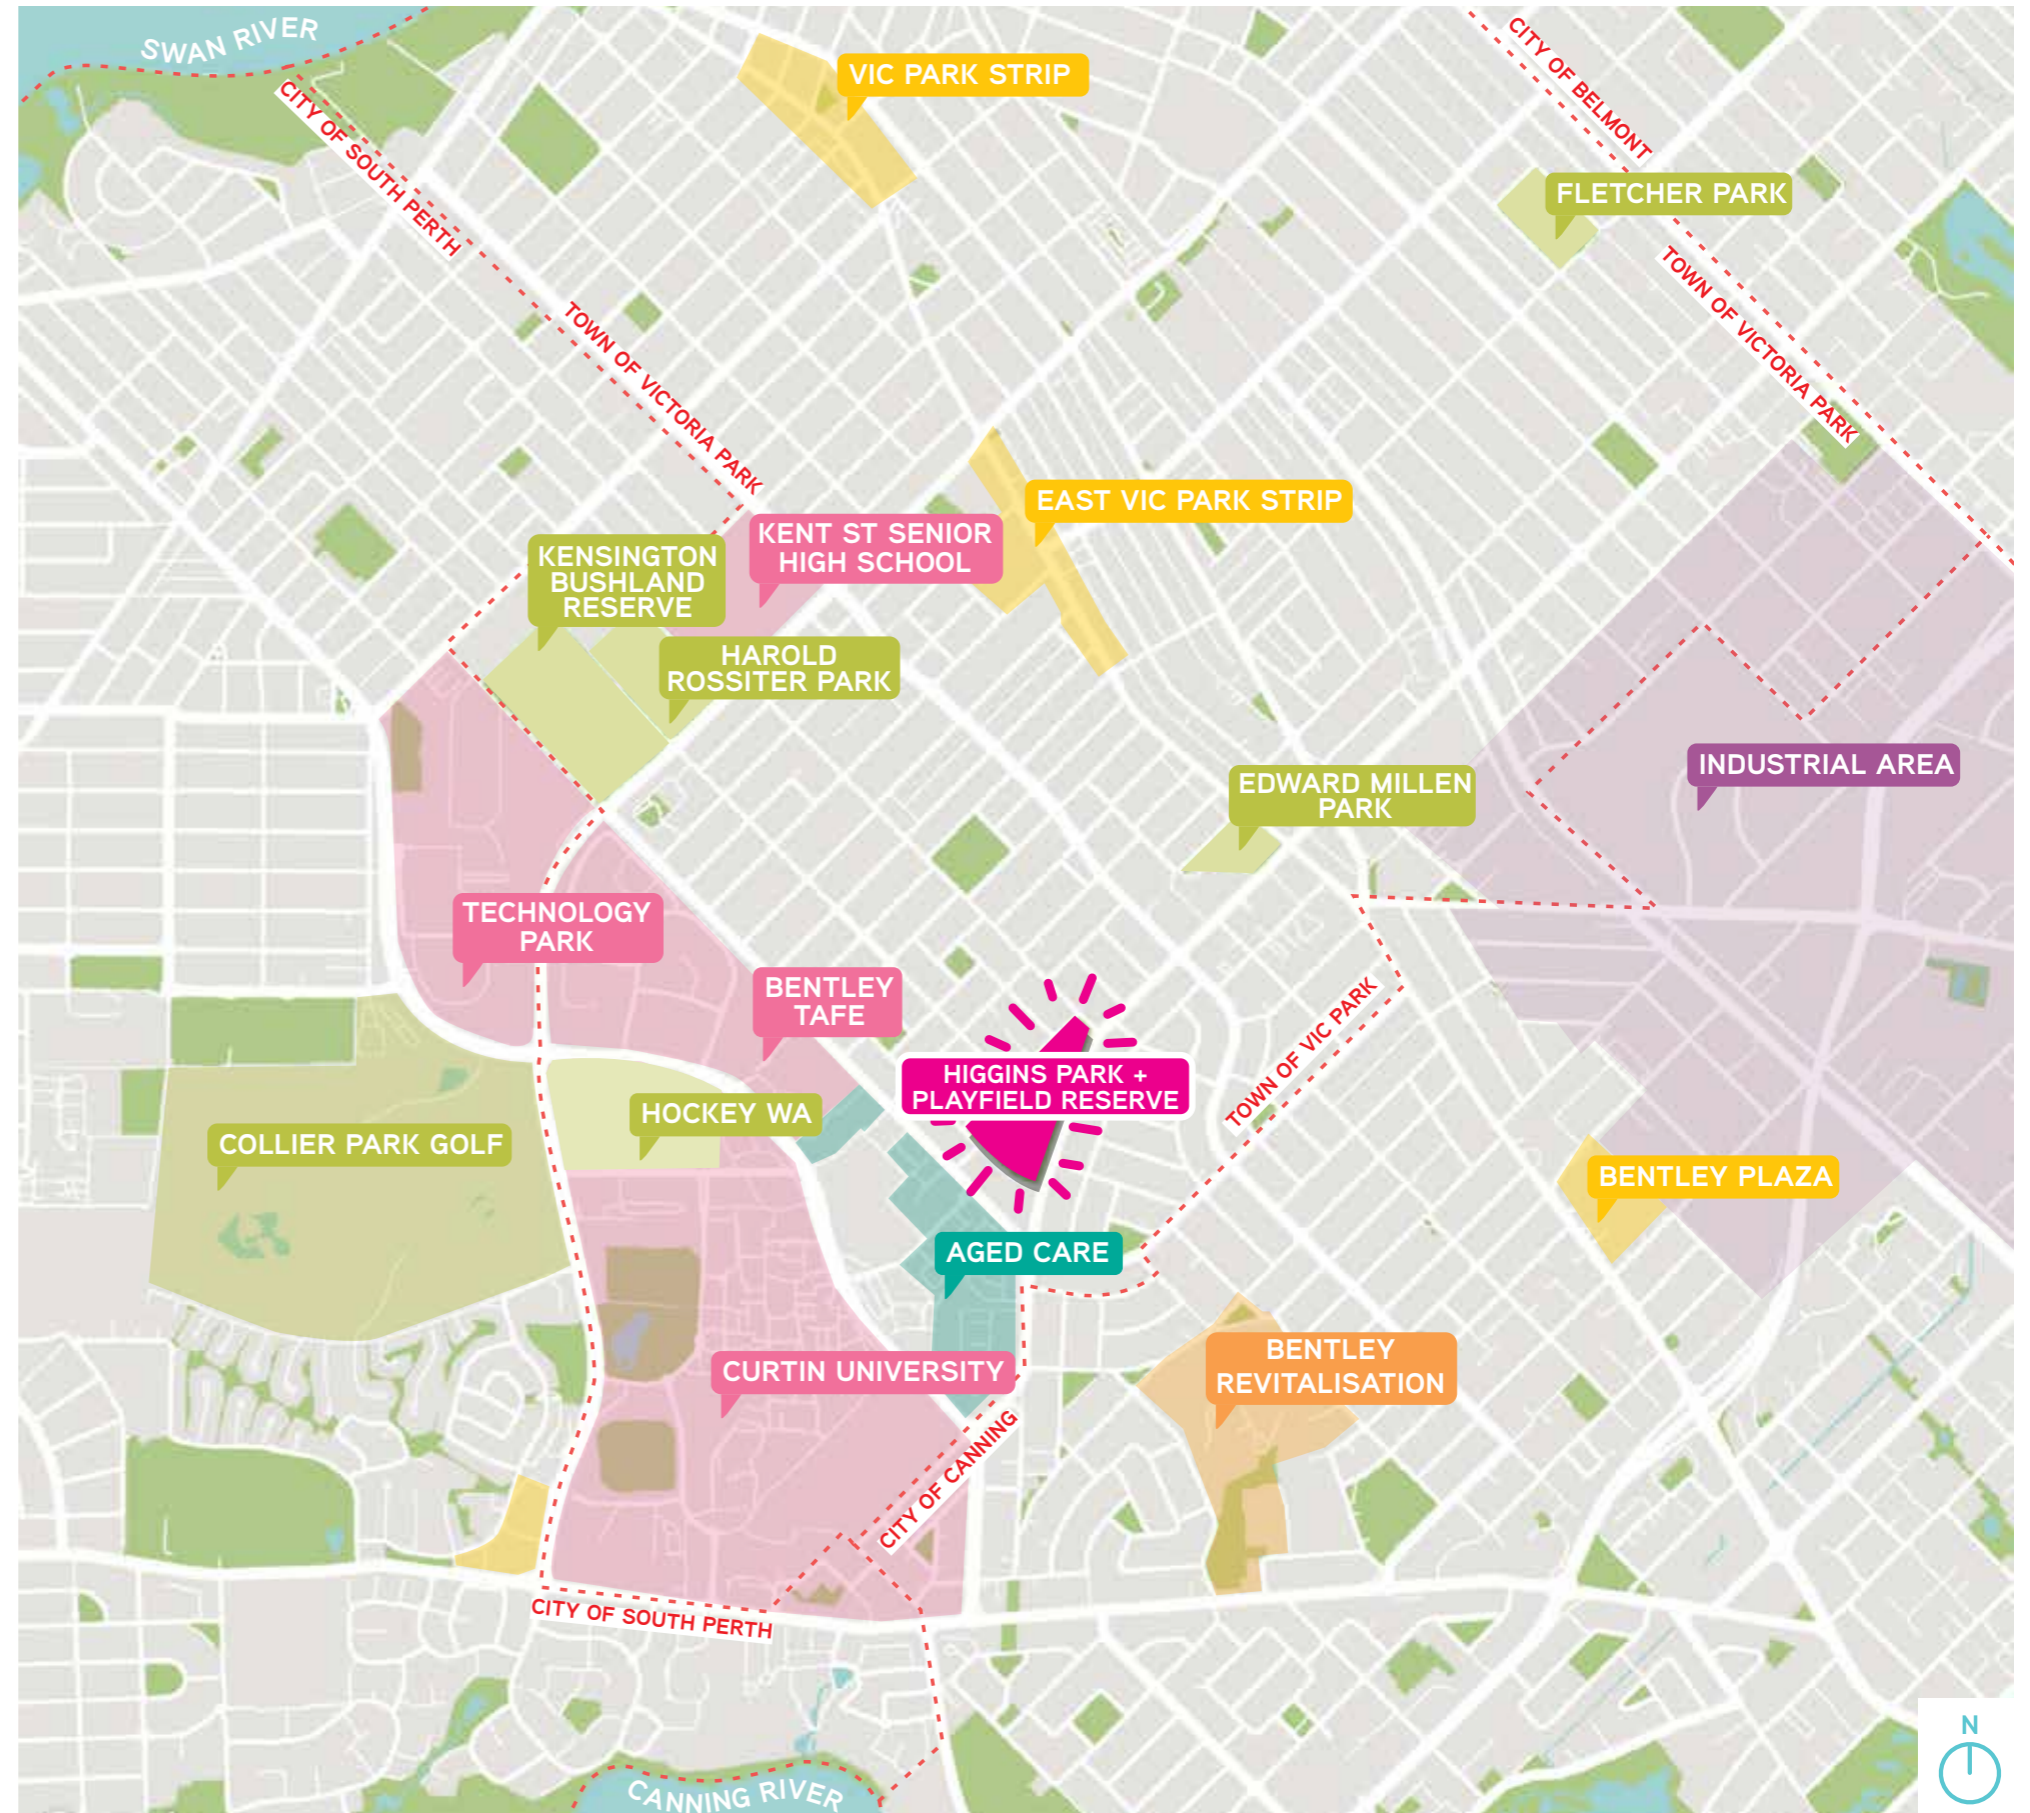 SWAN RIVER
CITY OF SOUTH PERTH
VIC PARK STRIP
CITY OF BELMONT
FLETCHER PARK
TOWN OF VICTORIA PARK
TOWN OF VICTORIA PARK
EAST VIC PARK STRIP
KENT ST SENIOR
HIGH SCHOOL
KENSINGTON
BUSHLAND
RESERVE
HAROLD
ROSSITER PARK
INDUSTRIAL AREA
EDWARD MILLEN
PARK
TECHNOLOGY
PARK
BENTLEY
TAFE
HIGGINS PARK +
PLAYFIELD RESERVE
TOWN OF VIC PARK
HOCKEY WA
COLLIER PARK GOLF
BENTLEY PLAZA
AGED CARE
BENTLEY
REVITALISATION
CURTIN UNIVERSITY
CITY OF CANNING
CITY OF SOUTH PERTH
N
CANNING RIVER